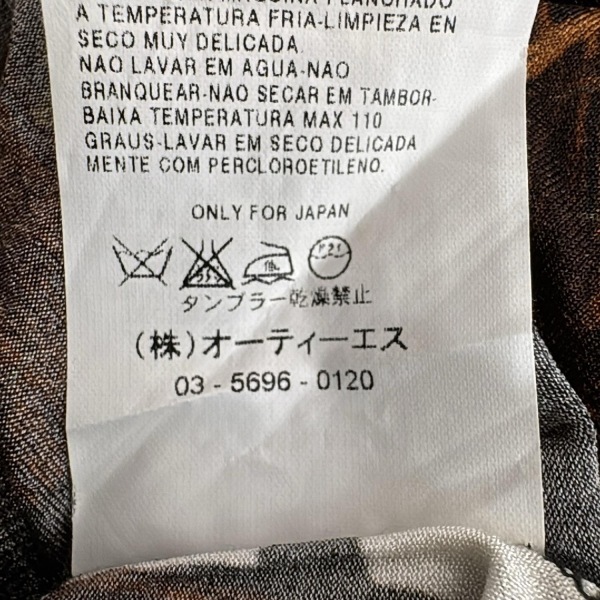 A TEMPERATURA FRIA-LIMPIEZA EN
SECO MUY DELICADA.
NAO LAVAR EM AGUA-NAO
BRANQUEAR-NAO SECAR EM TAMBOR-
BAIXA TEMPERATURA MAX 110
GRAUS-LAVAR EM SECO DELICADA
MENTE COM PERCLOROETILENO.
ONLY FOR JAPAN
タンブラー乾燥禁止
(株)オーティーエス
03 - 5696 - 0120